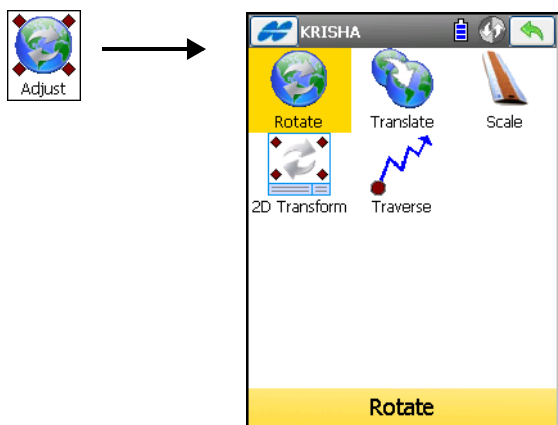 Adjust
KRISHA
Rotate Translate Scale
2D Transform Traverse
Rotate